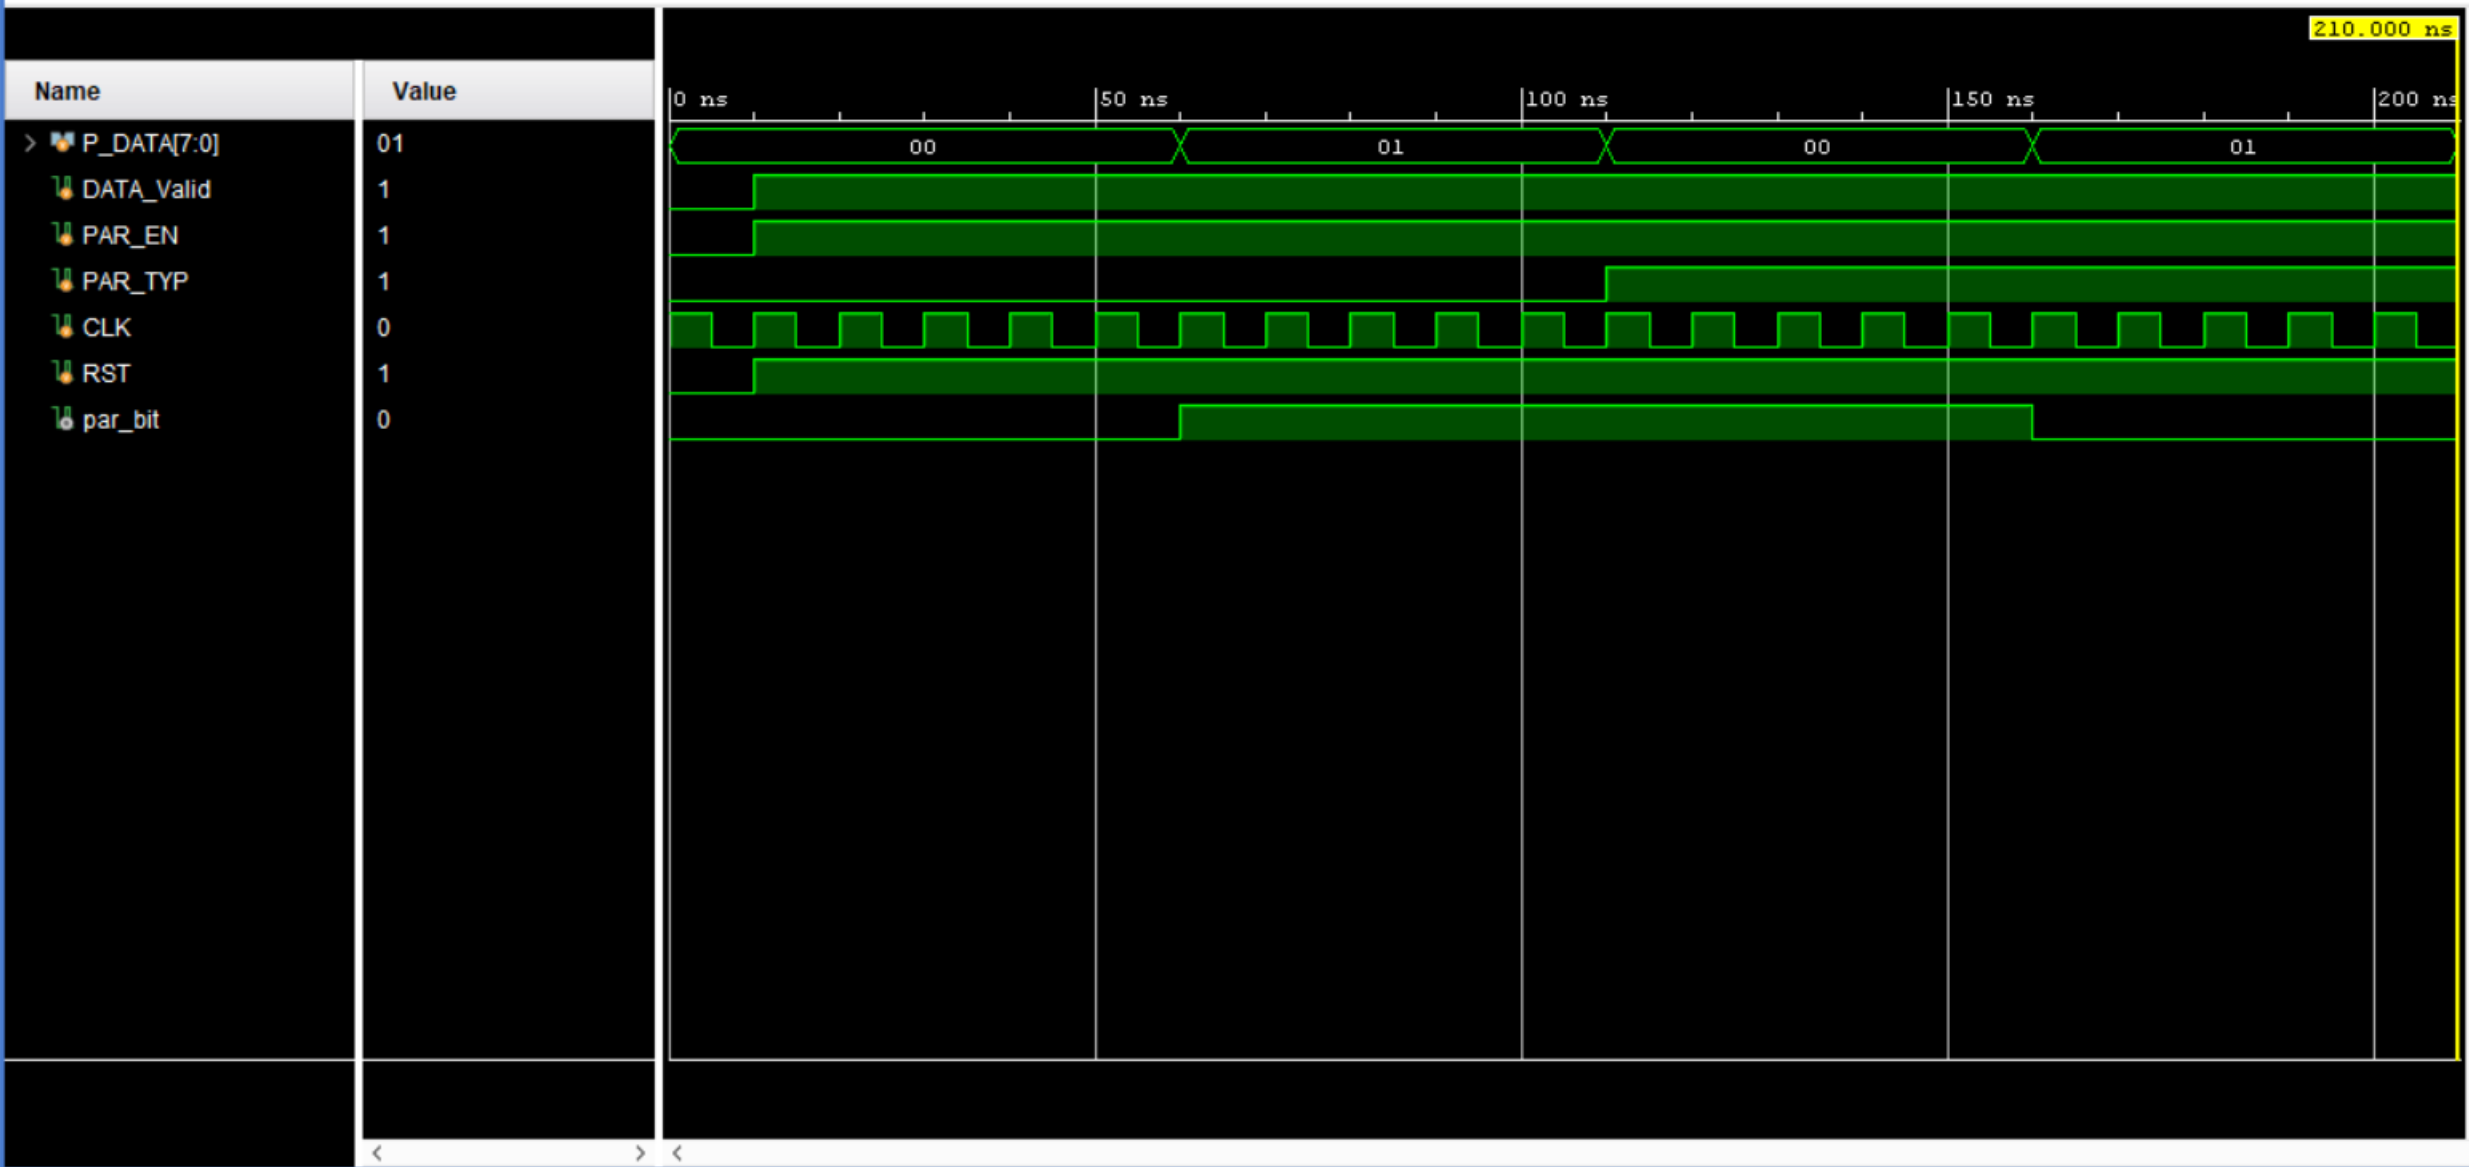 210.000 ns
Name Value
0 ns 50 ns 100 ns 150 ns 200 ns
P_DATA[7:0] 01 00 01 00 01
DATA_Valid 1
PAR_EN 1
PAR_TYP 1
CLK 0
RST 1
par_bit 0